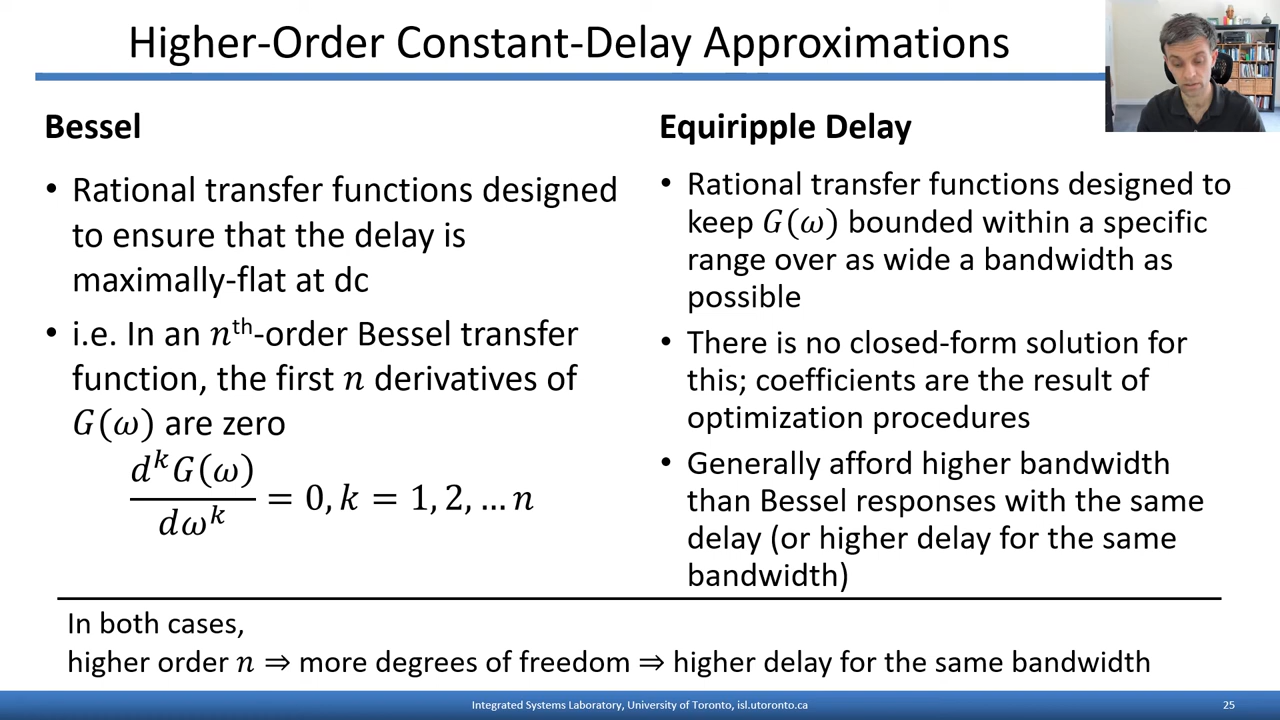 Higher-Order Constant-Delay Approximations
Bessel
• Rational transfer functions designed
to ensure that the delay is
maximally-flat at dc
• i.e. In an 𝑛ᵗʰ-order Bessel transfer
function, the first 𝑛 derivatives of
𝐺(𝜔) are zero
𝑑ᵏ𝐺(𝜔)/𝑑𝜔ᵏ = 0, 𝑘 = 1, 2, … 𝑛
Equiripple Delay
• Rational transfer functions designed to
keep 𝐺(𝜔) bounded within a specific
range over as wide a bandwidth as
possible
• There is no closed-form solution for
this; coefficients are the result of
optimization procedures
• Generally afford higher bandwidth
than Bessel responses with the same
delay (or higher delay for the same
bandwidth)
In both cases,
higher order 𝑛 ⇒ more degrees of freedom ⇒ higher delay for the same bandwidth
Integrated Systems Laboratory, University of Toronto, isl.utoronto.ca
25